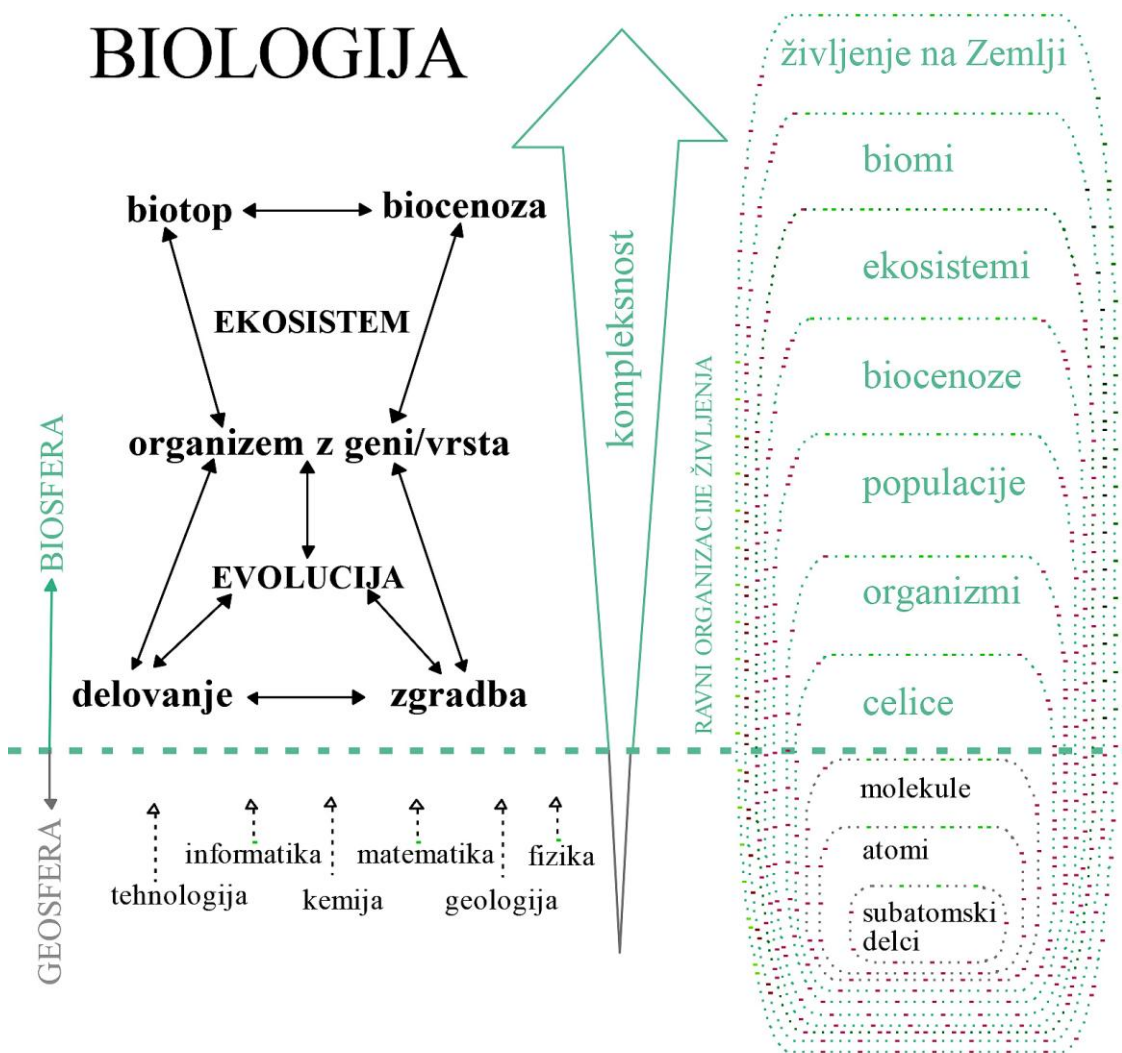 BIOLOGIJA
biotop
biocenoza
EKOSISTEM
organizem z geni/vrsta
EVOLUCIJA
delovanje
zgradba
BIOSFERA
GEOSFERA
informatika
matematika
fizika
tehnologija
kemija
geologija
kompleksnost
RAVNI ORGANIZACIJE ŽIVLJENJA
življenje na Zemlji
biomi
ekosistemi
biocenoze
populacije
organizmi
celice
molekule
atomi
subatomski
delci